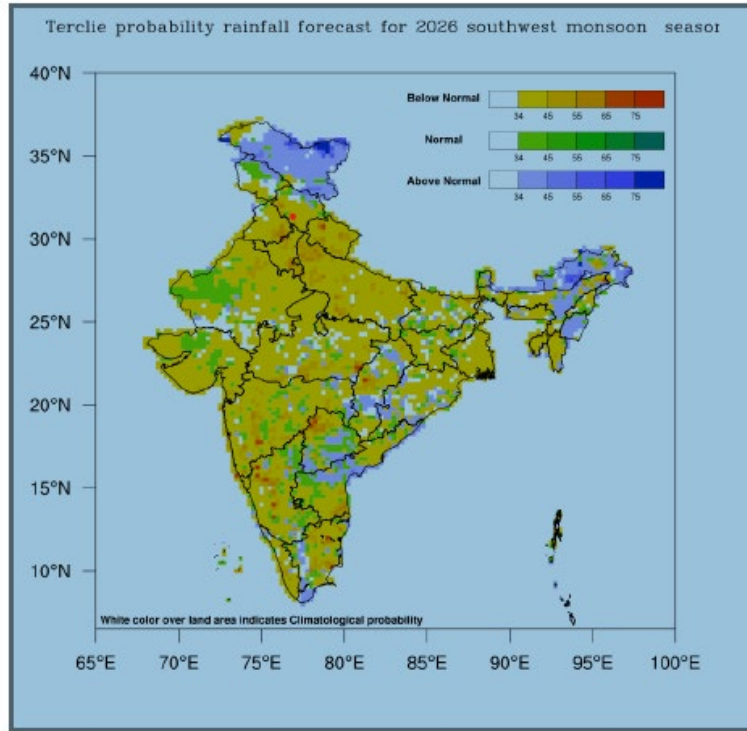 Terclie probability rainfall forecast for 2026 southwest monsoon seasor
40°N
Below Normal
34 45 55 65 75
Normal
34 45 55 65 75
35°N
Above Normal
34 45 55 65 75
30°N
25°N
20°N
15°N
10°N
White color over land area indicates Climatological probability
65°E 70°E 75°E 80°E 85°E 90°E 95°E 100°E